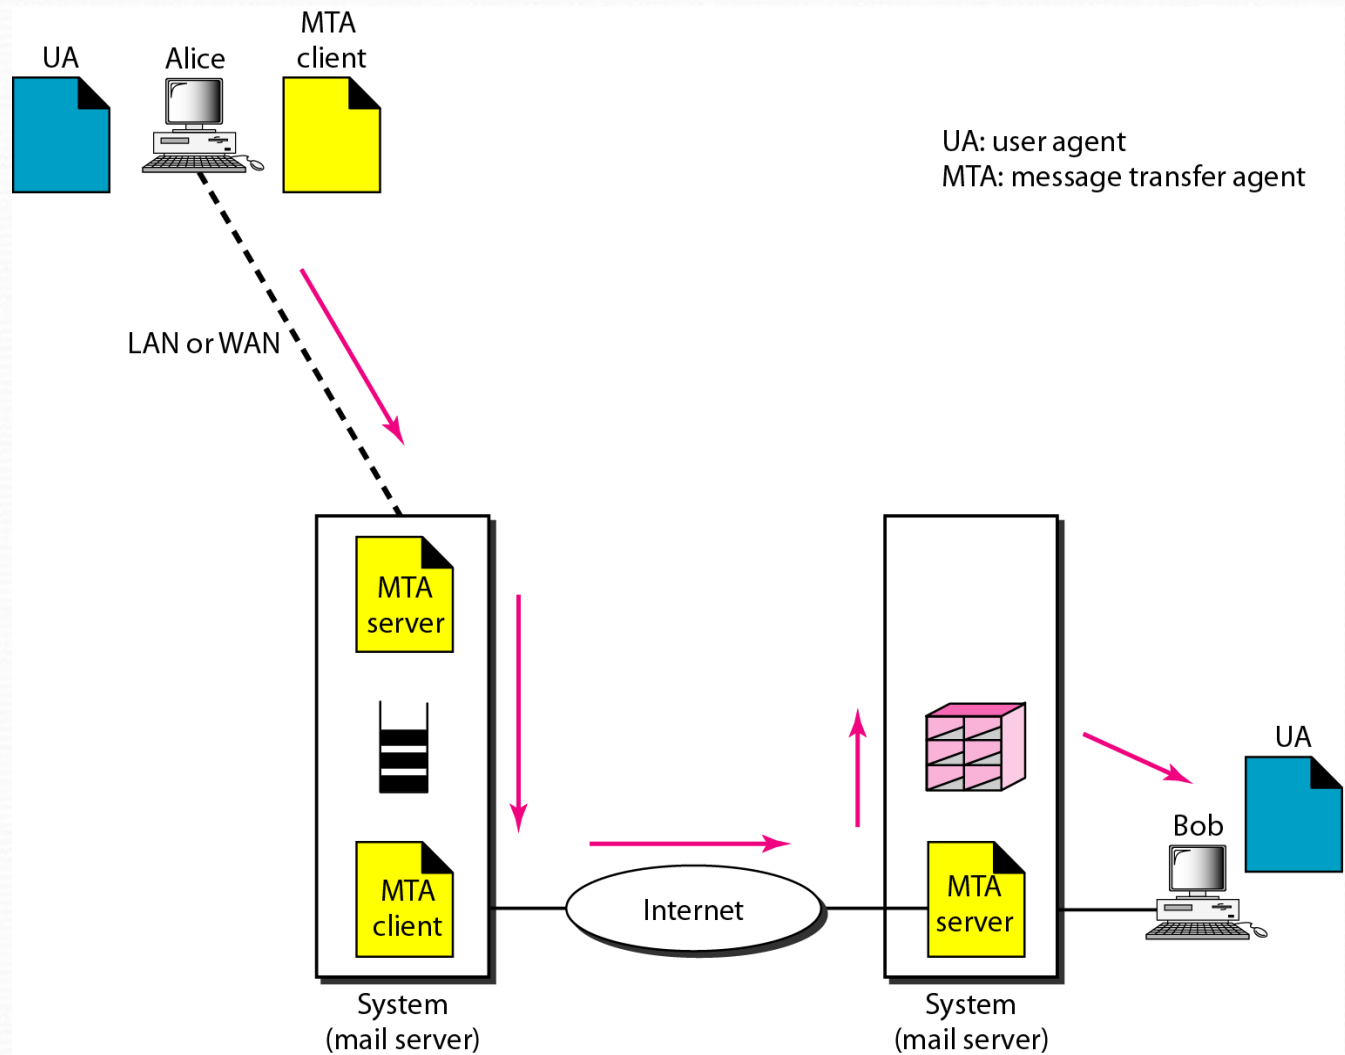 MTA
client
UA
Alice
UA: user agent
MTA: message transfer agent
LAN or WAN
MTA
server
MTA
client
Internet
MTA
server
UA
Bob
System
(mail server)
System
(mail server)